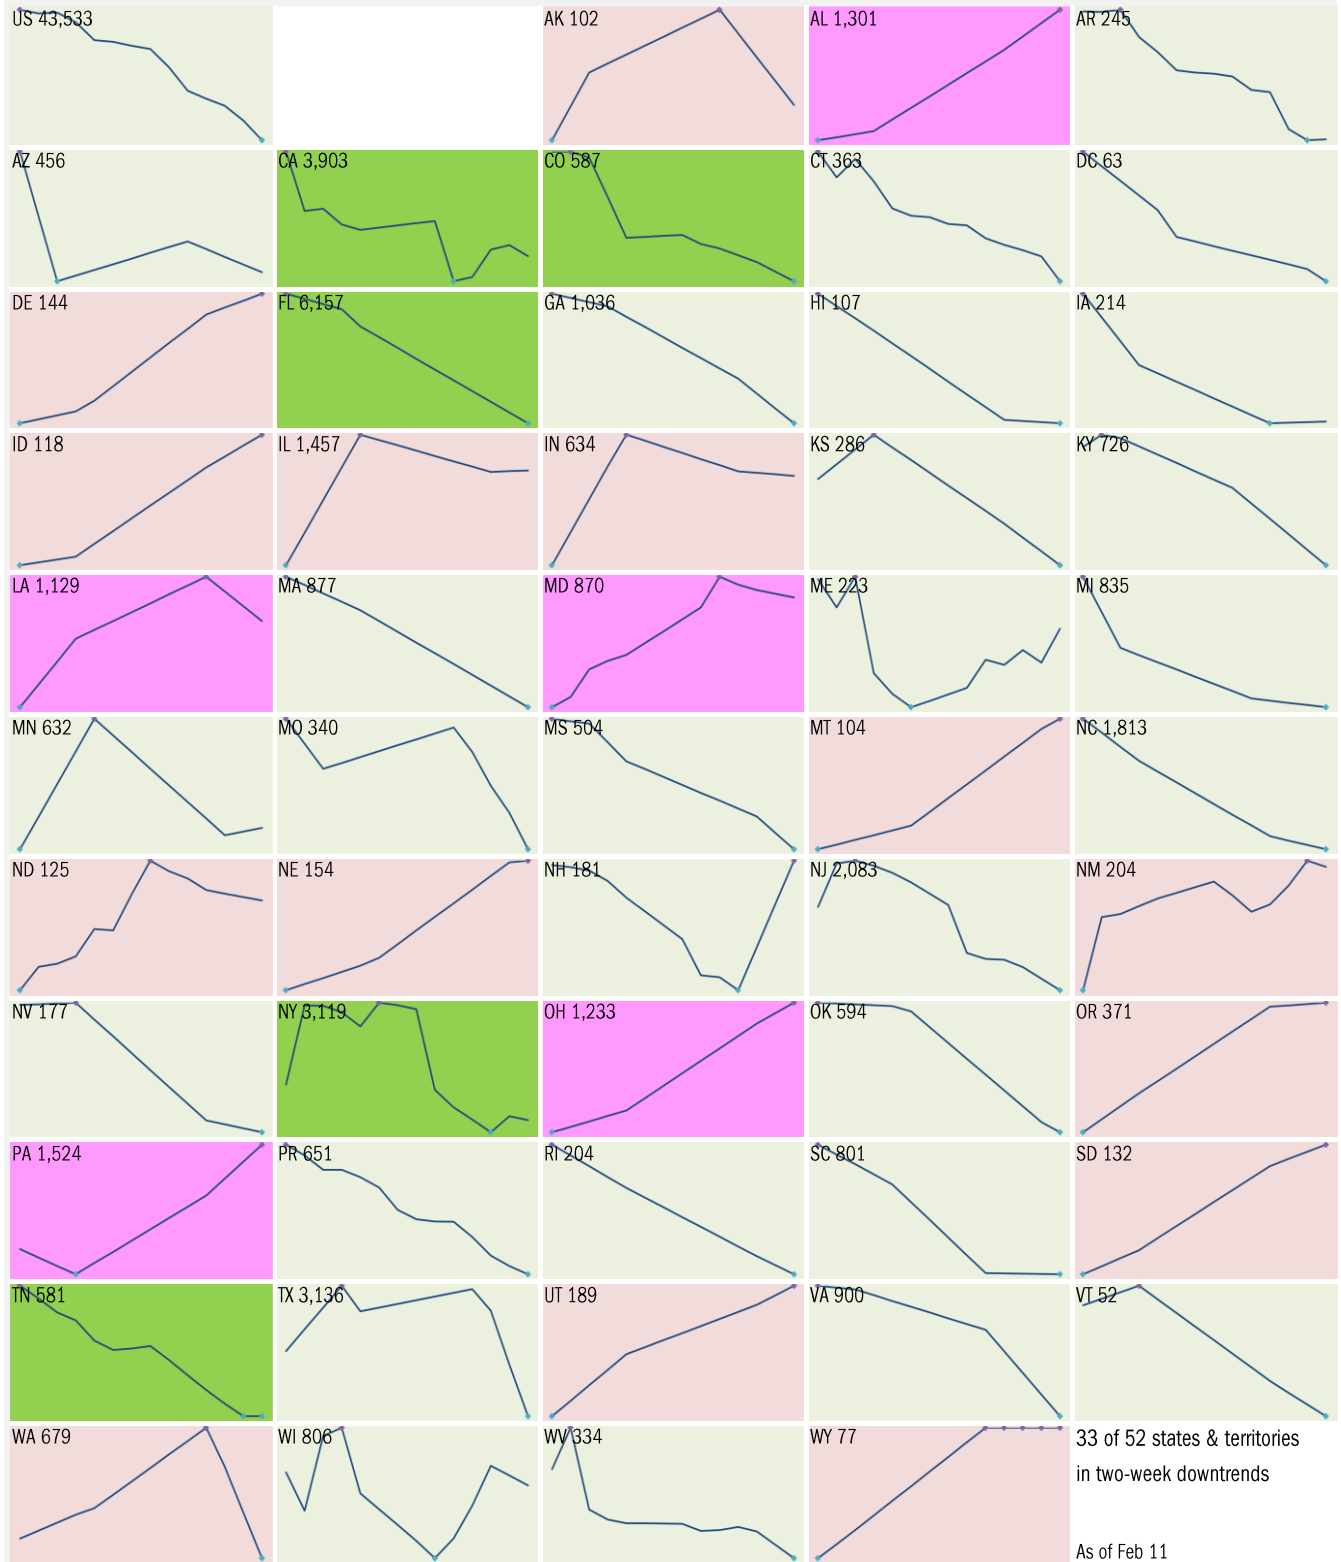 US 43,533
AK 102
AL 1,301
AR 245
AZ 456
CA 3,903
CO 587
CT 363
DC 63
DE 144
FL 6,157
GA 1,036
HI 107
IA 214
ID 118
IL 1,457
IN 634
KS 286
KY 726
LA 1,129
MA 877
MD 870
ME 223
MI 835
MN 632
MO 340
MS 504
MT 104
NC 1,813
ND 125
NE 154
NH 181
NJ 2,083
NM 204
NV 177
NY 3,119
OH 1,233
OK 594
OR 371
PA 1,524
PR 651
RI 204
SC 801
SD 132
TN 581
TX 3,136
UT 189
VA 900
VT 52
WA 679
WI 806
WV 334
WY 77
33 of 52 states & territories
in two-week downtrends
As of Feb 11